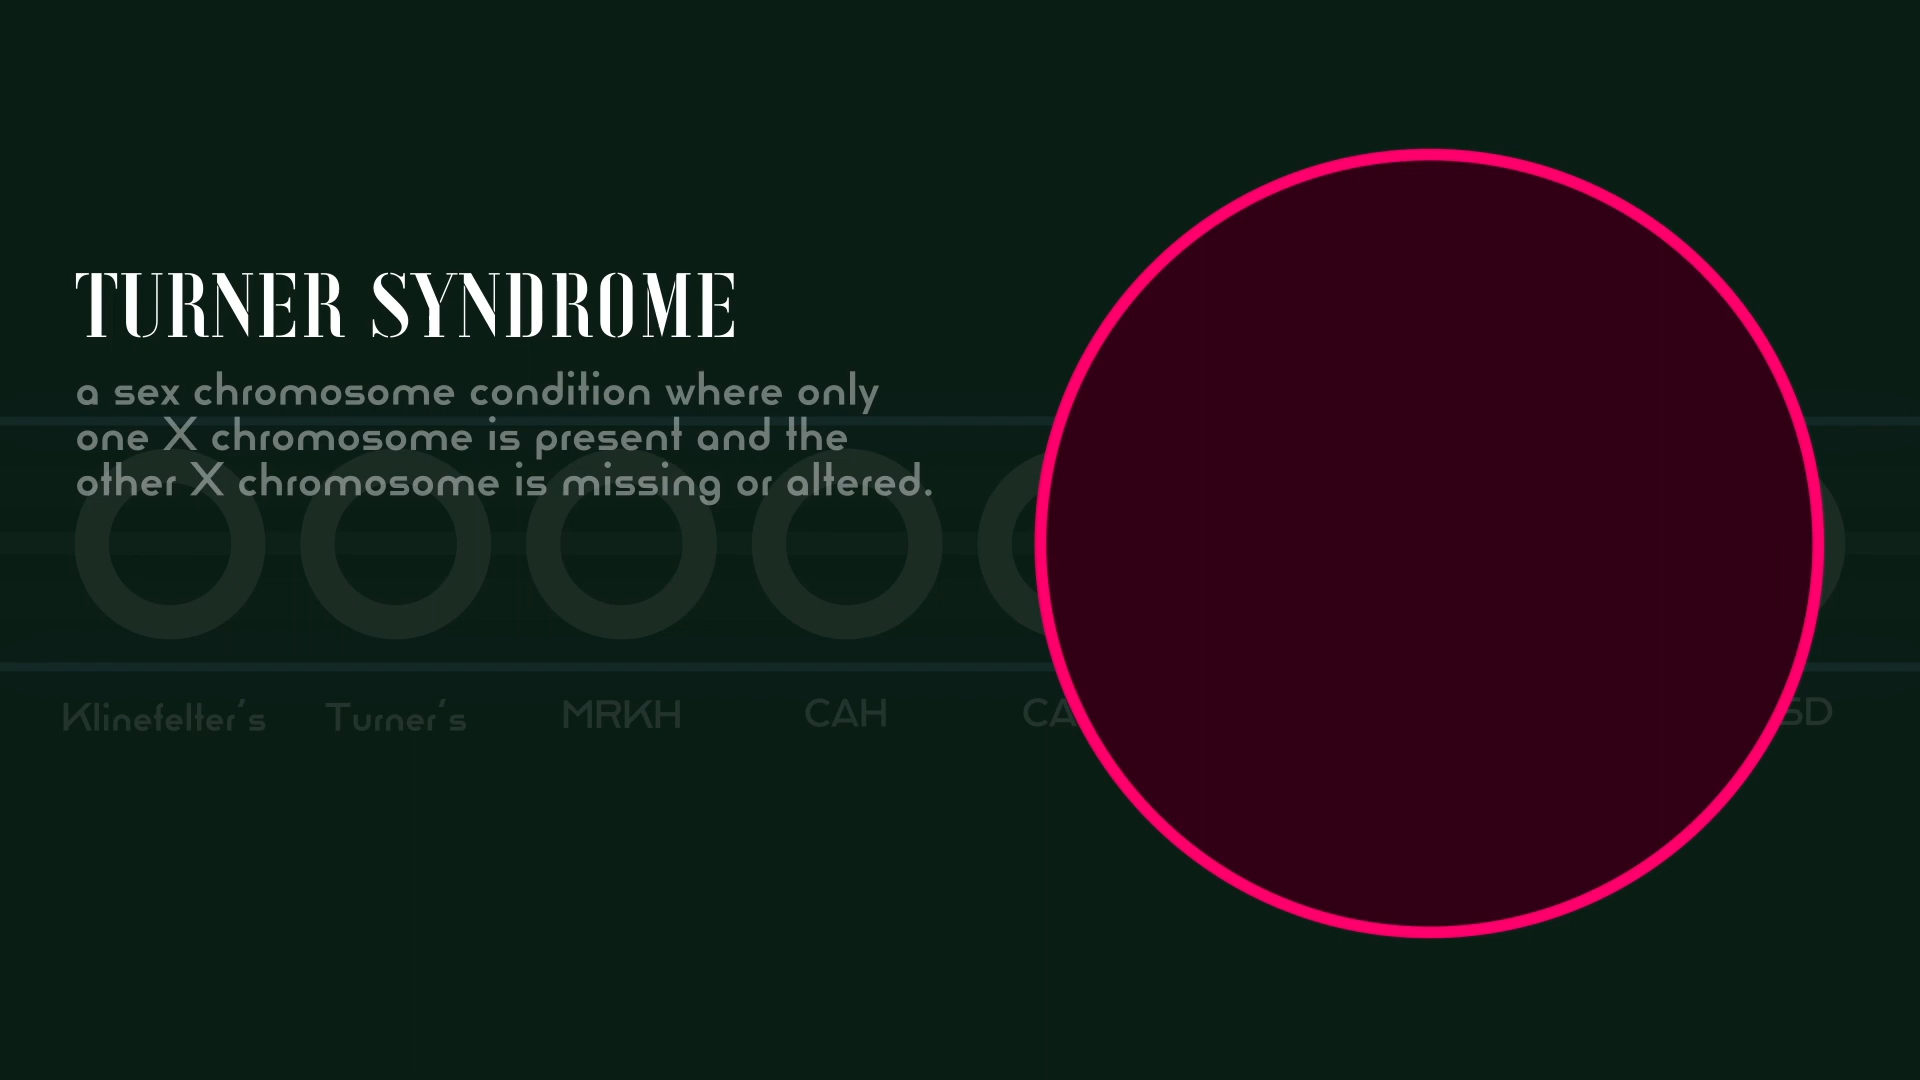 TURNER SYNDROME
a sex chromosome condition where only
one X chromosome is present and the
other X chromosome is missing or altered.
Klinefelter's Turner's MRKH CAH